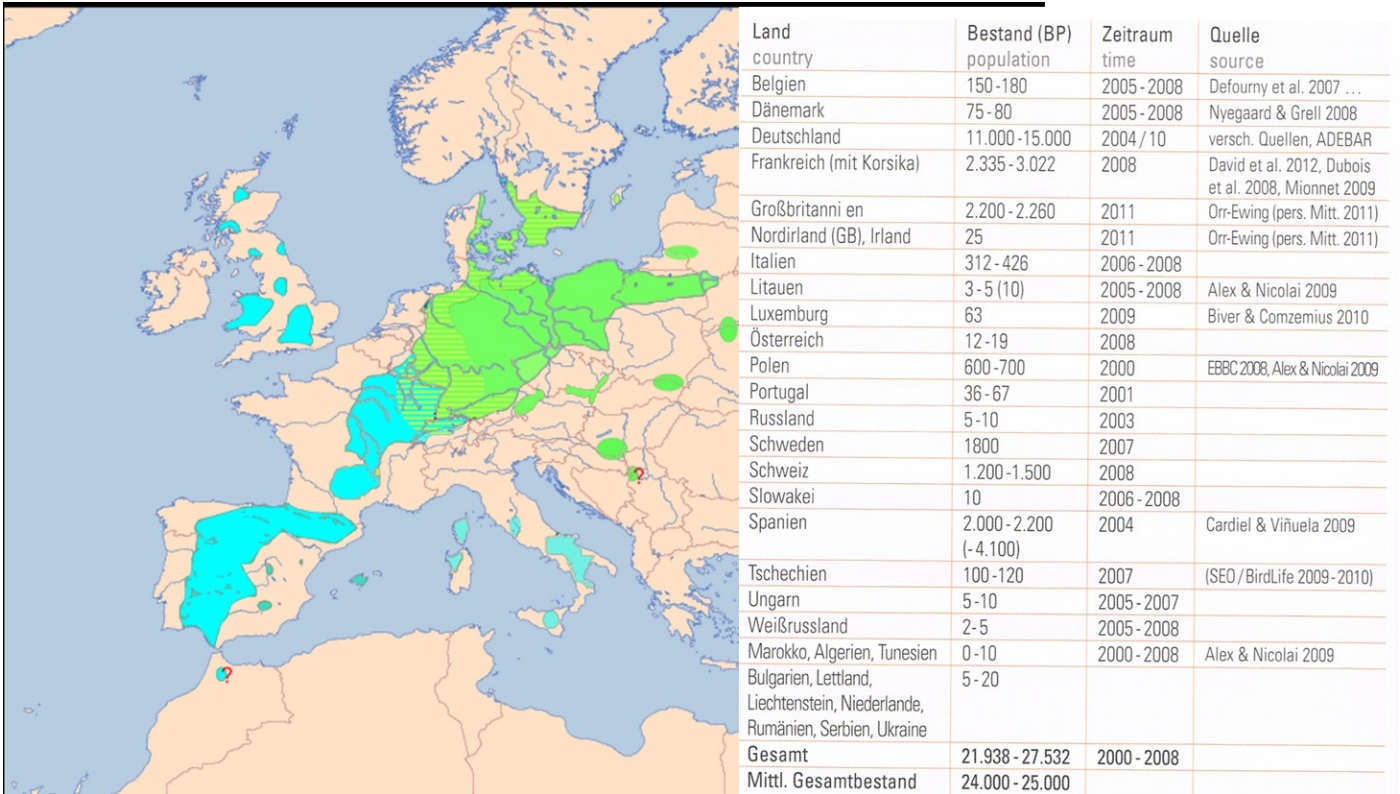 ?
?
Land Bestand (BP) Zeitraum Quelle
country population time source
Belgien 150 - 180 2005 - 2008 Defourny et al. 2007 …
Dänemark 75 - 80 2005 - 2008 Nyegaard & Grell 2008
Deutschland 11.000 - 15.000 2004 / 10 versch. Quellen, ADEBAR
Frankreich (mit Korsika) 2.335 - 3.022 2008 David et al. 2012, Dubois
et al. 2008, Mionnet 2009
Großbritanni en 2.200 - 2.260 2011 Orr-Ewing (pers. Mitt. 2011)
Nordirland (GB), Irland 25 2011 Orr-Ewing (pers. Mitt. 2011)
Italien 312 - 426 2006 - 2008
Litauen 3 - 5 (10) 2005 - 2008 Alex & Nicolai 2009
Luxemburg 63 2009 Biver & Comzemius 2010
Österreich 12 - 19 2008
Polen 600 - 700 2000 EBBC 2008, Alex & Nicolai 2009
Portugal 36 - 67 2001
Russland 5 - 10 2003
Schweden 1800 2007
Schweiz 1.200 - 1.500 2008
Slowakei 10 2006 - 2008
Spanien 2.000 - 2.200 2004 Cardiel & Viñuela 2009
(- 4.100)
Tschechien 100 - 120 2007 (SEO / BirdLife 2009 - 2010)
Ungarn 5 - 10 2005 - 2007
Weißrussland 2 - 5 2005 - 2008
Marokko, Algerien, Tunesien 0 - 10 2000 - 2008 Alex & Nicolai 2009
Bulgarien, Lettland, 5 - 20
Liechtenstein, Niederlande,
Rumänien, Serbien, Ukraine
Gesamt 21.938 - 27.532 2000 - 2008
Mittl. Gesamtbestand 24.000 - 25.000